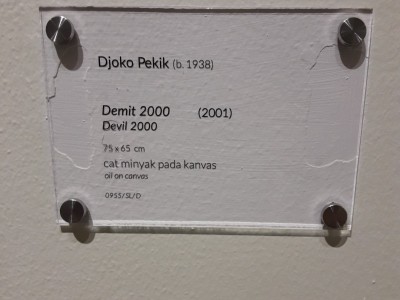 Djoko Pekik (b. 1938)
Demit 2000 (2001)
Devil 2000
75 x 65 cm
cat minyak pada kanvas
oil on canvas
0955/SL/O